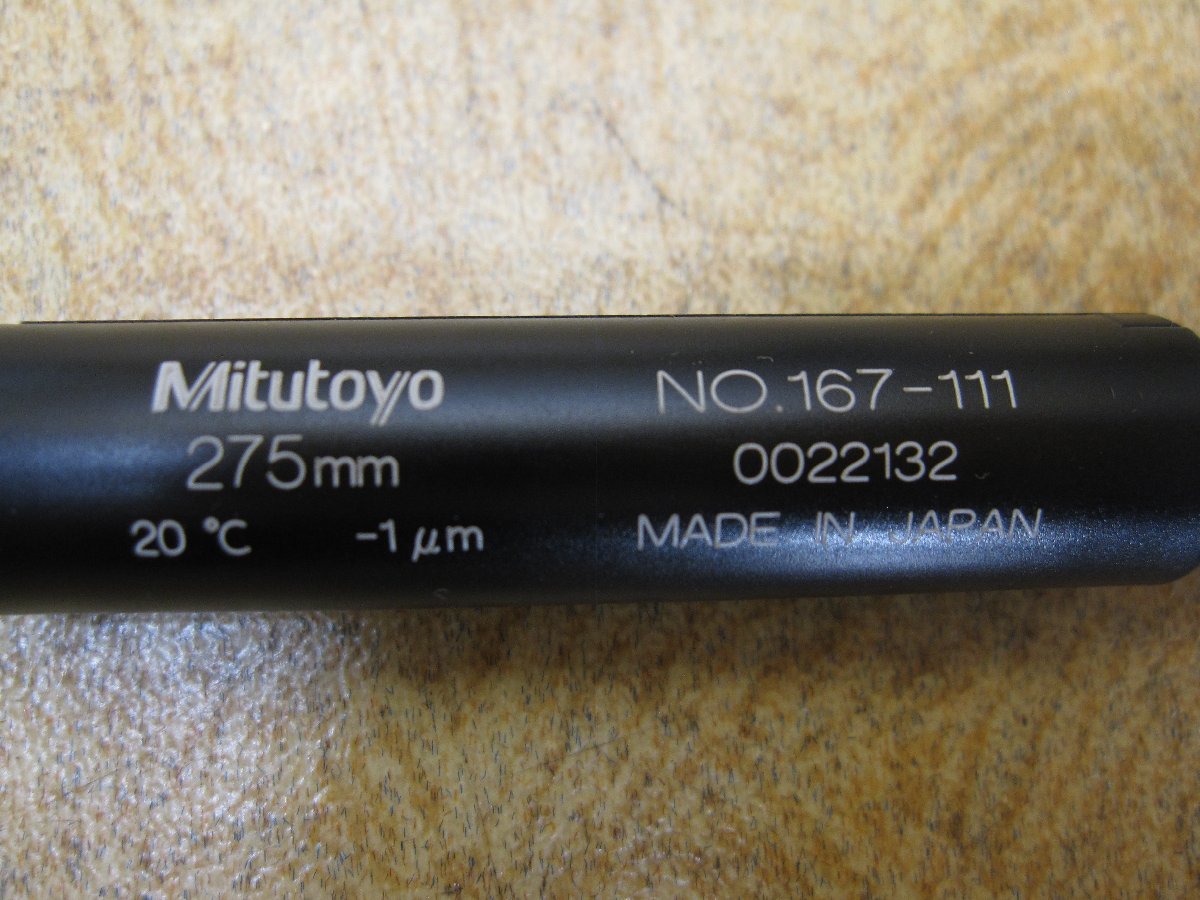 Mitutoyo
275mm
20 °C -1 μm
NO.167-111
0022132
MADE IN JAPAN